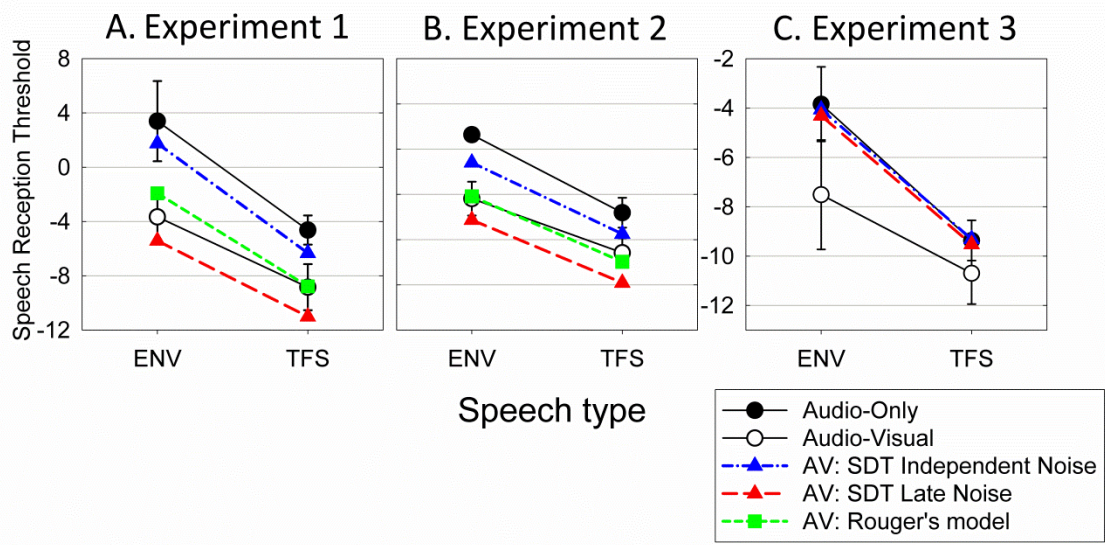 A. Experiment 1
B. Experiment 2
C. Experiment 3
Speech Reception Threshold
8
4
0
-4
-8
-12
-2
-4
-6
-8
-10
-12
ENV TFS
ENV TFS
ENV TFS
Speech type
Audio-Only
Audio-Visual
AV: SDT Independent Noise
AV: SDT Late Noise
AV: Rouger's model